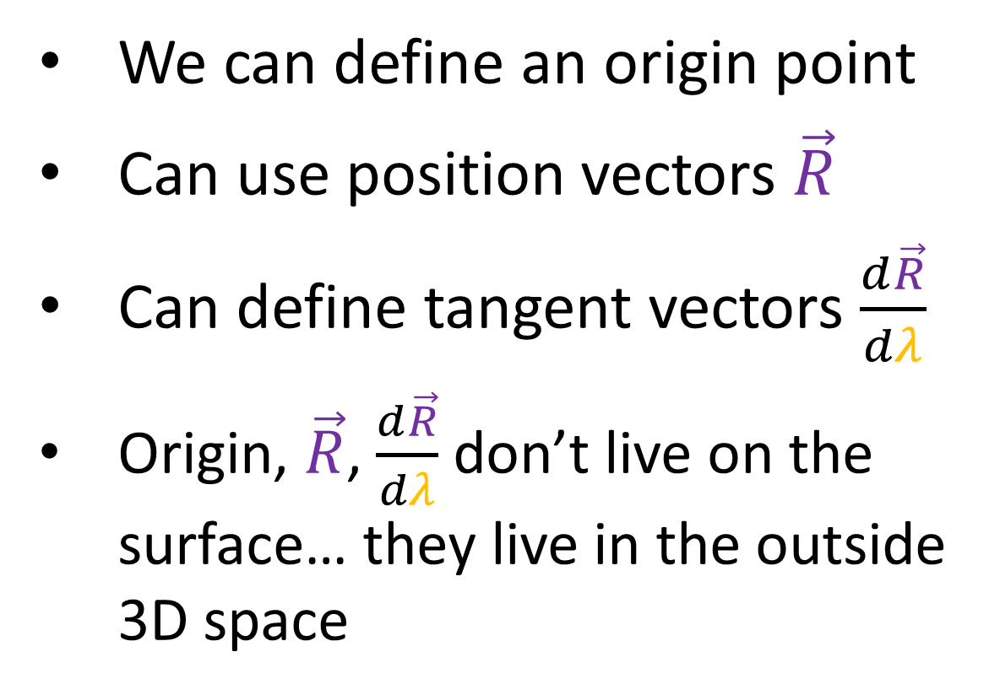 • We can define an origin point
• Can use position vectors $\vec{R}$
• Can define tangent vectors $\frac{d\vec{R}}{d\lambda}$
• Origin, $\vec{R}$, $\frac{d\vec{R}}{d\lambda}$ don’t live on the
surface… they live in the outside
3D space